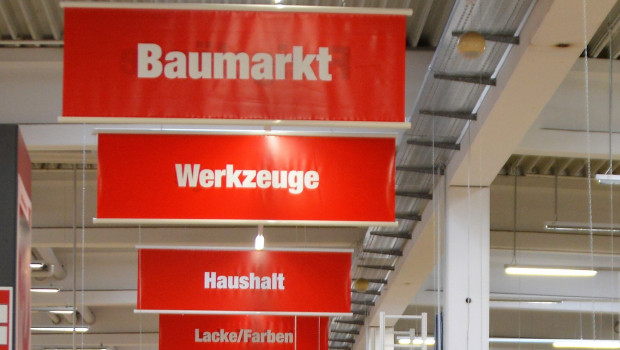 Baumarkt
Werkzeuge
Haushalt
Lacke/Farben